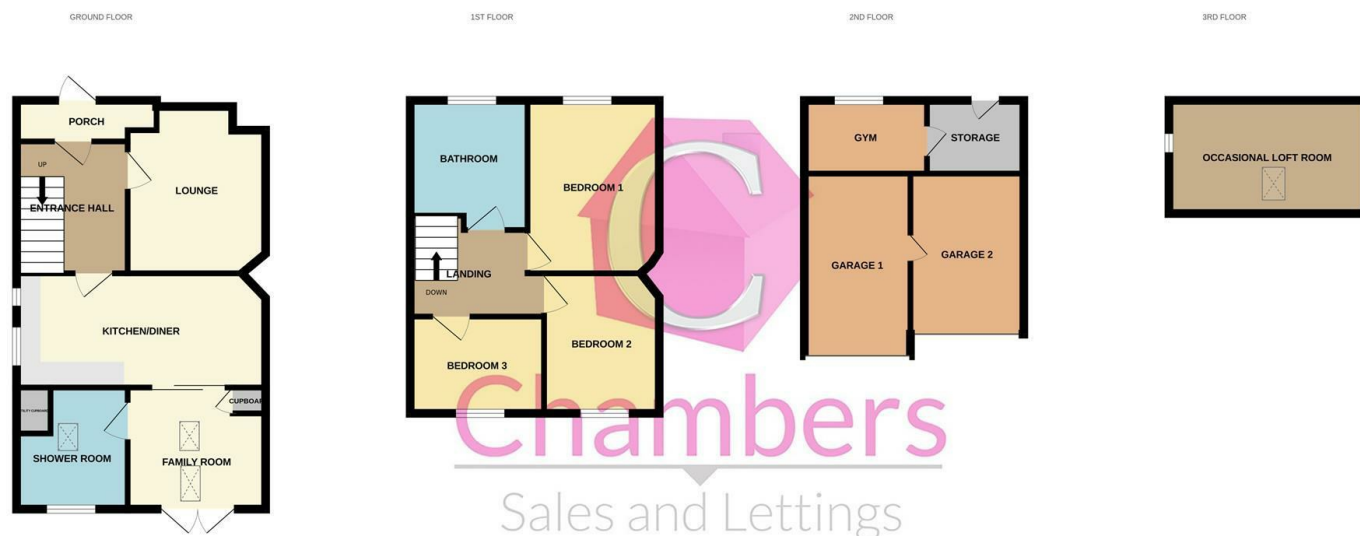 GROUND FLOOR
1ST FLOOR
2ND FLOOR
3RD FLOOR
PORCH
UP
ENTRANCE HALL
LOUNGE
KITCHEN/DINER
CUPBOAR
SHOWER ROOM
FAMILY ROOM
BATHROOM
BEDROOM 1
LANDING
DOWN
BEDROOM 2
BEDROOM 3
GYM
STORAGE
GARAGE 1
GARAGE 2
OCCASIONAL LOFT ROOM
Chambers
Sales and Lettings